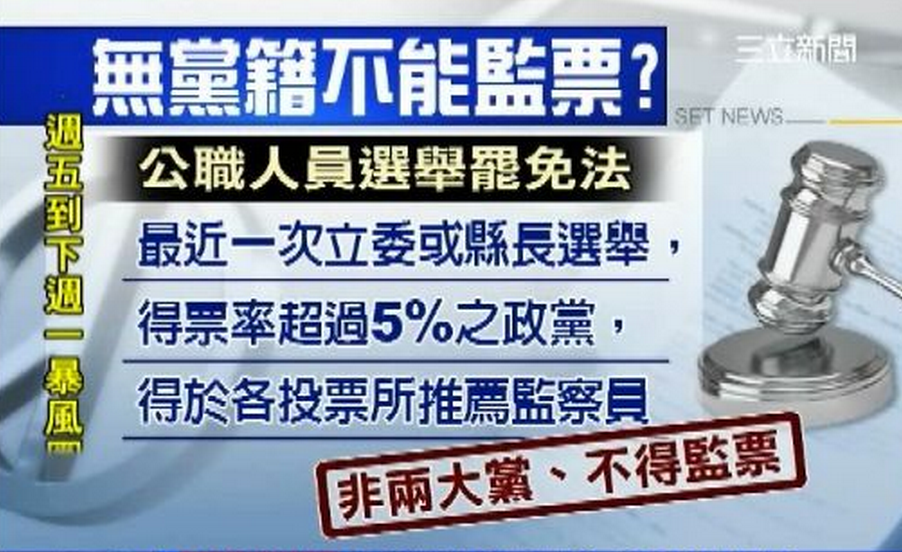 無黨籍不能監票?
三立新聞
SET NEWS
公職人員選舉罷免法
最近一次立委或縣長選舉,
得票率超過5%之政黨,
得於各投票所推薦監察員
非兩大黨、不得監票
週五到下週一暴風